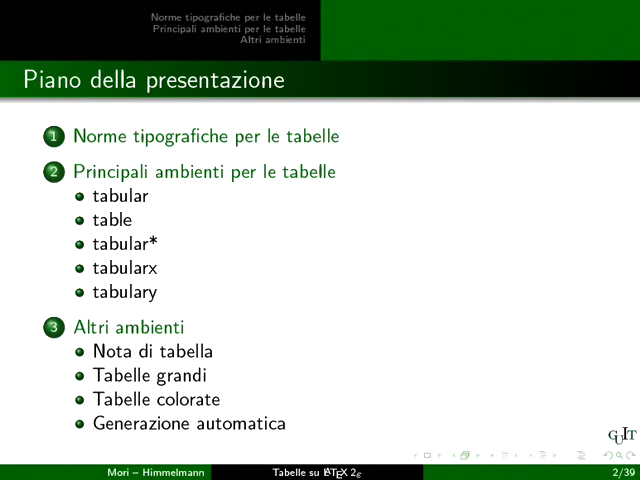 Norme tipografiche per le tabelle
Principali ambienti per le tabelle
Altri ambienti
Piano della presentazione
1 Norme tipografiche per le tabelle
2 Principali ambienti per le tabelle
tabular
table
tabular*
tabularx
tabulary
3 Altri ambienti
Nota di tabella
Tabelle grandi
Tabelle colorate
Generazione automatica
GUIT
Mori – Himmelmann Tabelle su LATEX 2ε 2/39